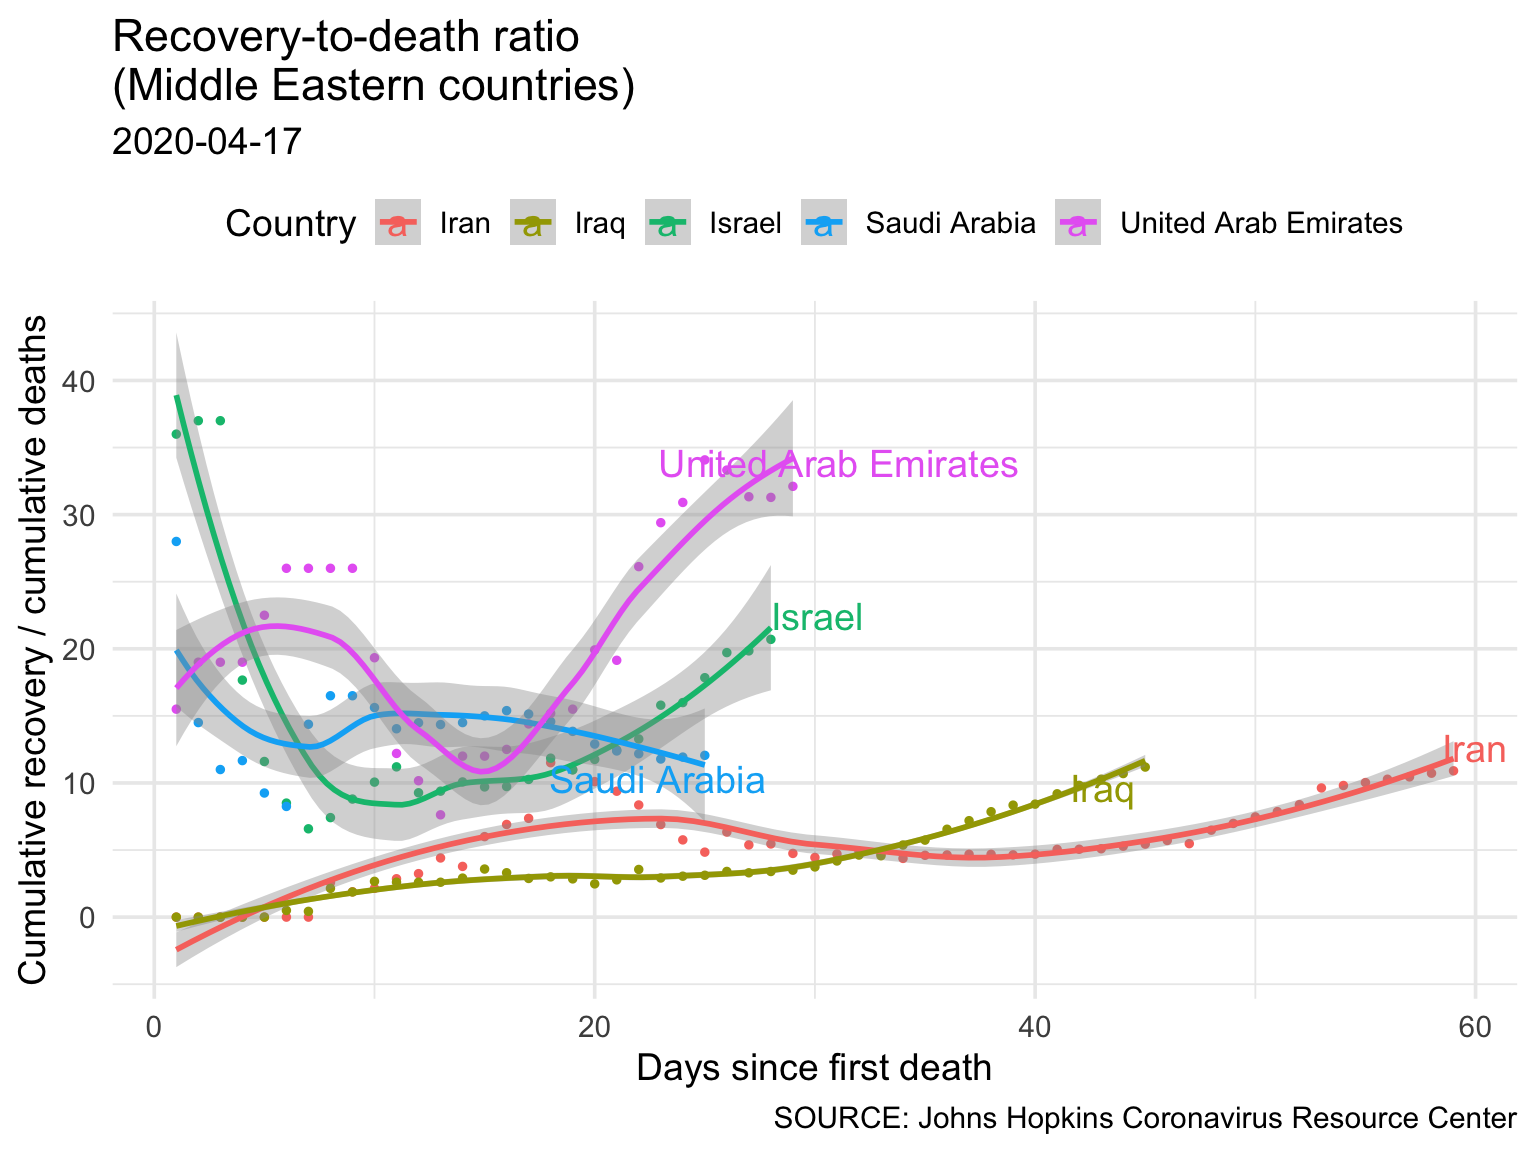 Recovery-to-death ratio
(Middle Eastern countries)
2020-04-17
Country a Iran a Iraq a Israel a Saudi Arabia a United Arab Emirates
Cumulative recovery / cumulative deaths
40
30
20
10
0
United Arab Emirates
Israel
Iran
Saudi Arabia
Iraq
0 20 40 60
Days since first death
SOURCE: Johns Hopkins Coronavirus Resource Center